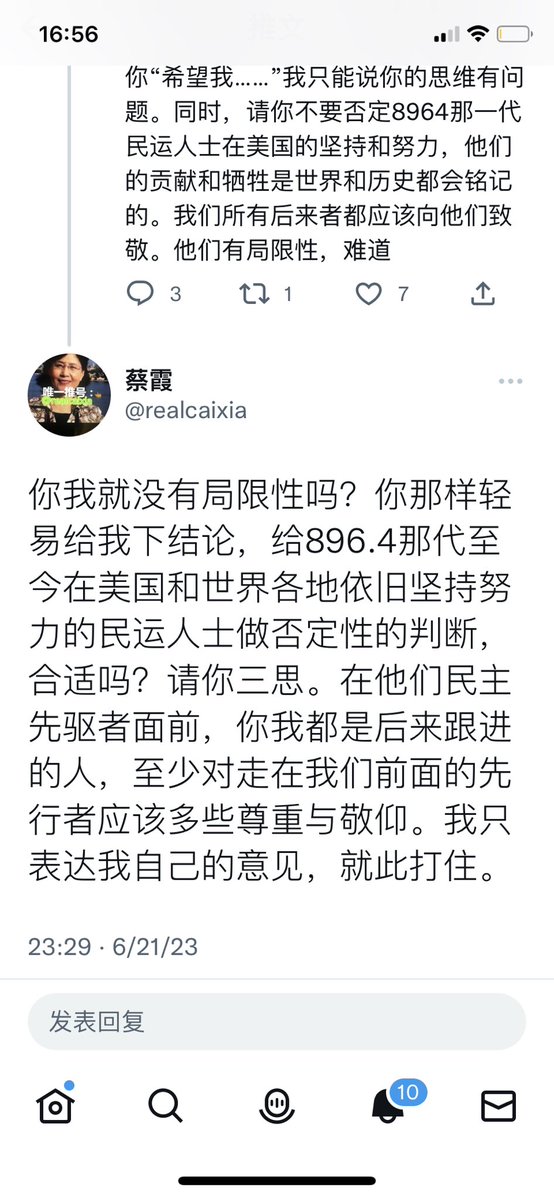 16:56
你“希望我……”我只能说你的思维有问
题。同时，请你不要否定8964那一代
民运人士在美国的坚持和努力，他们
的贡献和牺牲是世界和历史都会铭记
的。我们所有后来者都应该向他们致
敬。他们有局限性，难道
3 1 7
唯一推号：
@realcaixia
蔡霞
@realcaixia
你我就没有局限性吗？你那样轻
易给我下结论，给896.4那代至
今在美国和世界各地依旧坚持努
力的民运人士做否定性的判断，
合适吗？请你三思。在他们民主
先驱者面前，你我都是后来跟进
的人，至少对走在我们前面的先
行者应该多些尊重与敬仰。我只
表达我自己的意见，就此打住。
23:29 · 6/21/23
发表回复
10